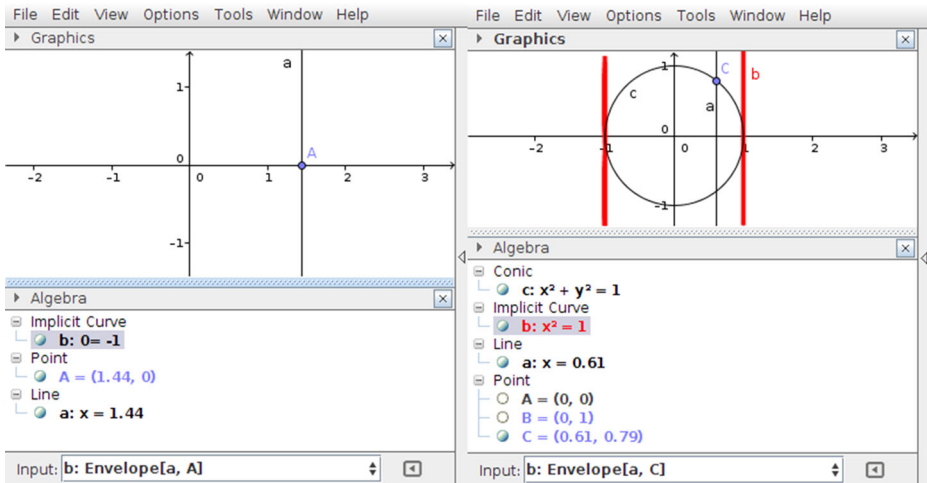 File Edit View Options Tools Window Help
Graphics
a
1
0
A
-2
-1
0
1
2
3
-1
Algebra
Implicit Curve
b: 0= -1
Point
A = (1.44, 0)
Line
a: x = 1.44
Input: b: Envelope[a, A]
File Edit View Options Tools Window Help
Graphics
1
C
b
c
a
0
-2
-1
0
1
2
3
-1
Algebra
Conic
c: x² + y² = 1
Implicit Curve
b: x² = 1
Line
a: x = 0.61
Point
A = (0, 0)
B = (0, 1)
C = (0.61, 0.79)
Input: b: Envelope[a, C]